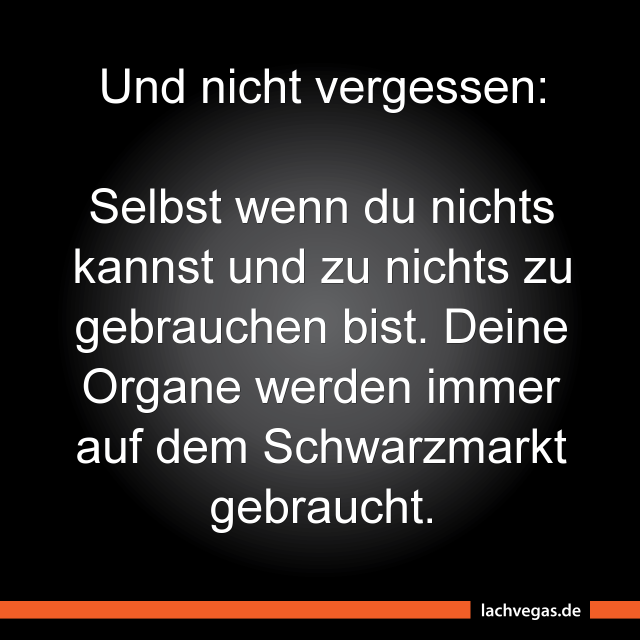 Und nicht vergessen:
Selbst wenn du nichts
kannst und zu nichts zu
gebrauchen bist. Deine
Organe werden immer
auf dem Schwarzmarkt
gebraucht.
lachvegas.de